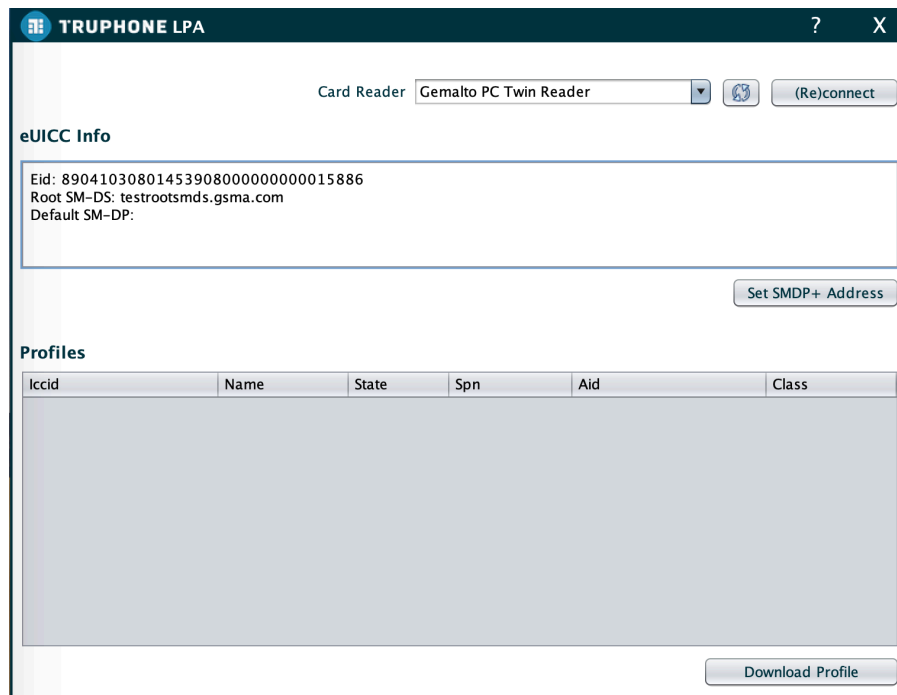 TRUPHONE LPA ? X
Card Reader Gemalto PC Twin Reader (Re)connect
eUICC Info
Eid: 89041030801453908000000000015886
Root SM-DS: testrootsmds.gsma.com
Default SM-DP:
Set SMDP+ Address
Profiles
Iccid Name State Spn Aid Class
Download Profile